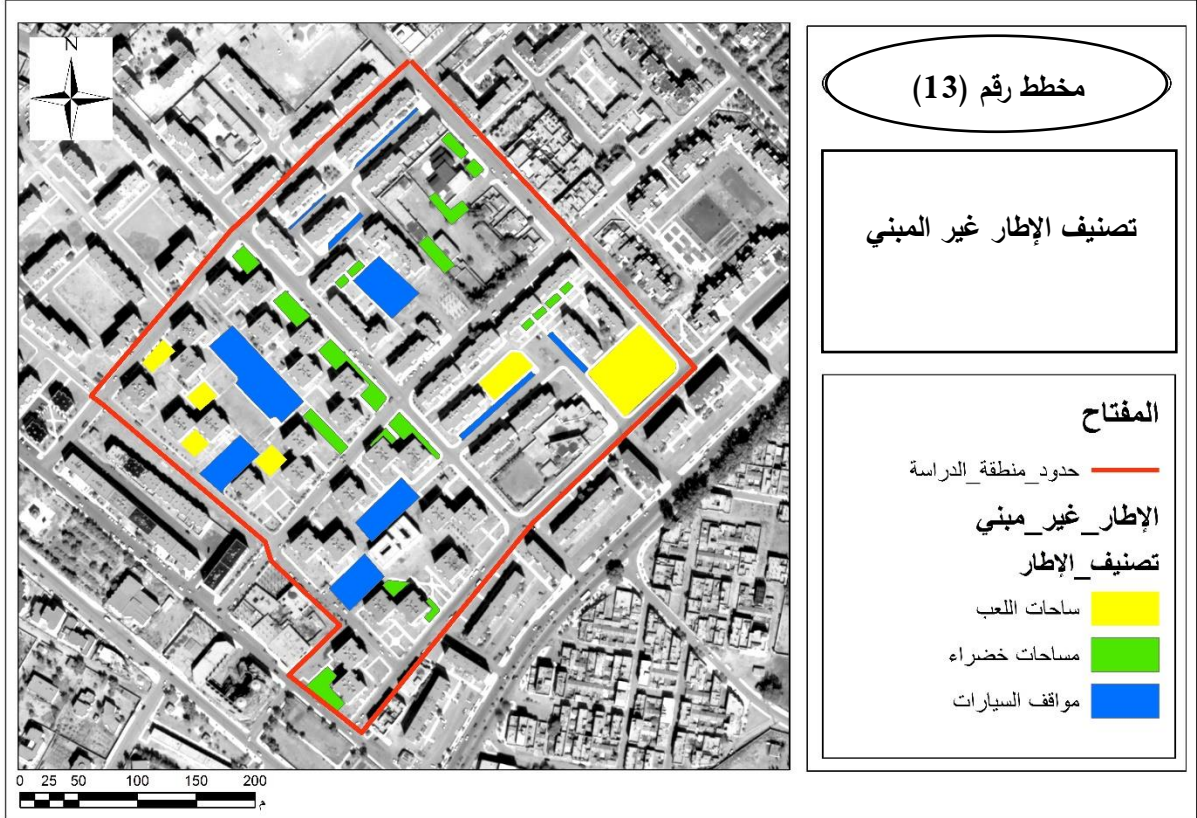 مخطط رقم (13)
تصنيف الإطار غير المبني
المفتاح
حدود_منطقة_الدراسة
الإطار_غير_مبني
تصنيف_الإطار
ساحات اللعب
مساحات خضراء
مواقف السيارات
N
0 25 50 100 150 200
م